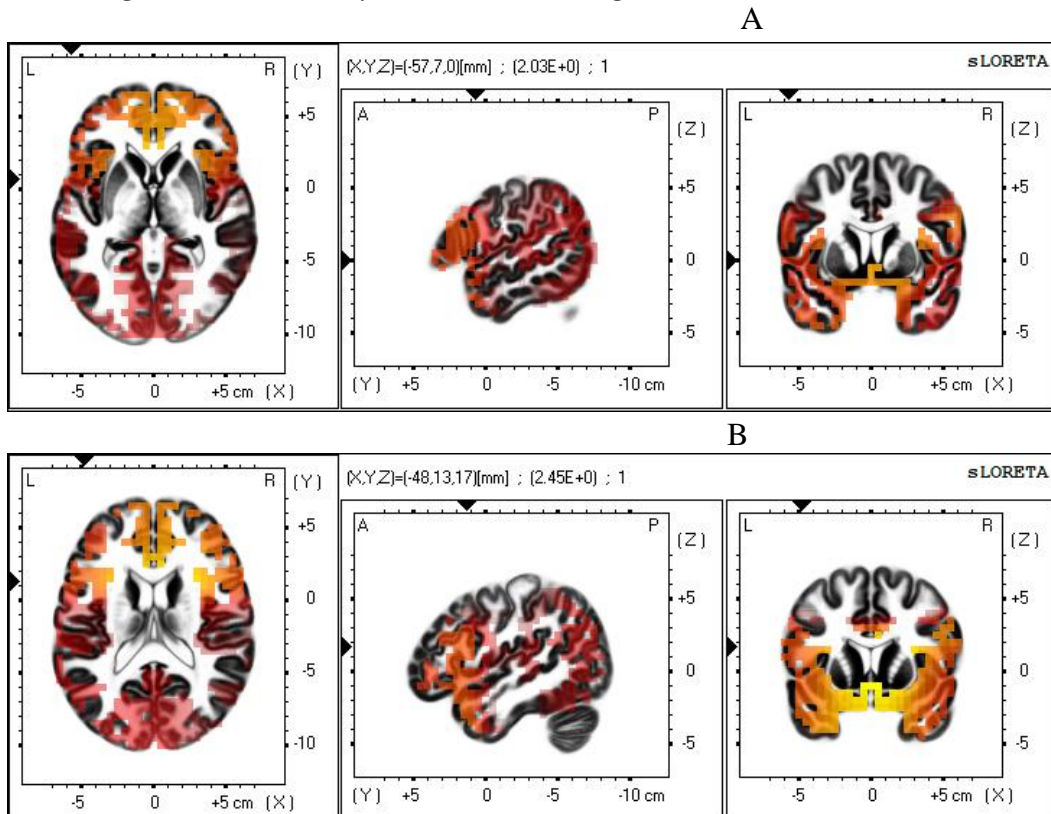 A
L R (Y) (X,Y,Z)=(-57,7,0)[mm] ; (2.03E+0) ; 1 sLORETA
A P (Z) L R (Z)
+5
0
-5
-10
+5 +5
0 0
-5 -5
-5 0 +5 cm (X) (Y) +5 0 -5 -10 cm -5 0 +5 cm (X)
B
L R (Y) (X,Y,Z)=(-48,13,17)[mm] ; (2.45E+0) ; 1 sLORETA
A P (Z) L R (Z)
+5
0
-5
-10
+5 +5
0 0
-5 -5
-5 0 +5 cm (X) (Y) +5 0 -5 -10 cm -5 0 +5 cm (X)